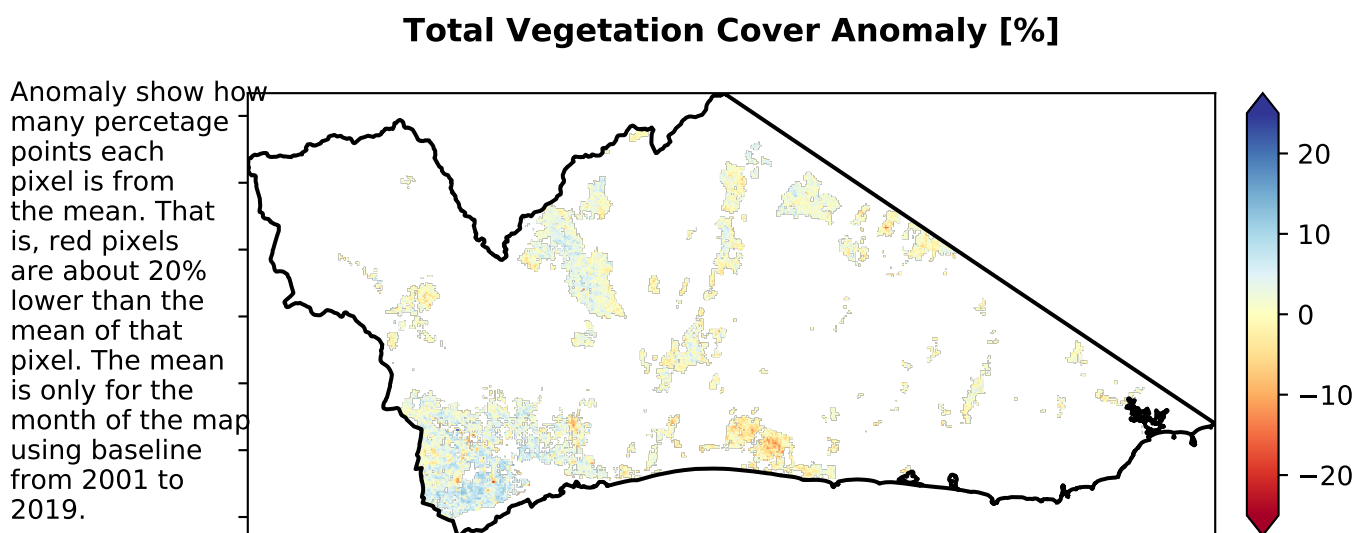 Total Vegetation Cover Anomaly [%]
Anomaly show how
many percetage
points each
pixel is from
the mean. That
is, red pixels
are about 20%
lower than the
mean of that
pixel. The mean
is only for the
month of the map
using baseline
from 2001 to
2019.
20
10
0
−10
−20